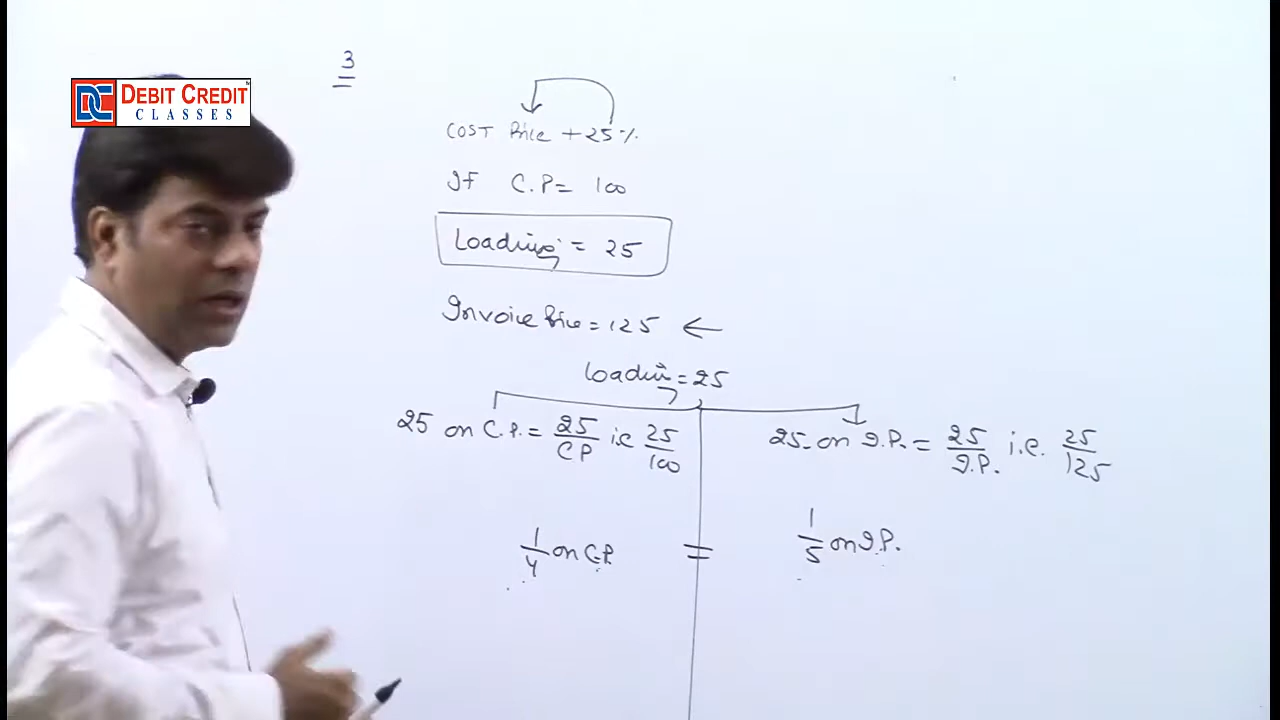 3
DEBIT CREDIT
CLASSES
COST Price +25%
If C.P= 100
Loading = 25
Invoice Price = 125 ←
loading = 25
25 on C.P. = 25/CP i.e 25/100
25 on I.P. = 25/I.P. i.e. 25/125
1/4 on C.P. = 1/5 on I.P.